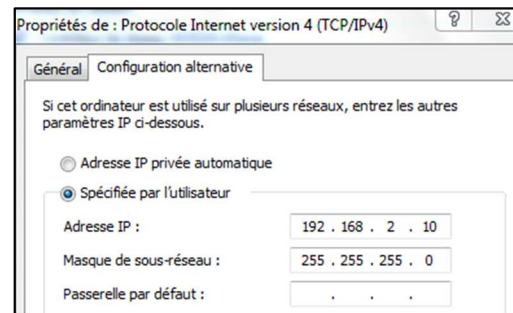 Propriétés de : Protocole Internet version 4 (TCP/IPv4)
Général Configuration alternative
Si cet ordinateur est utilisé sur plusieurs réseaux, entrez les autres
paramètres IP ci-dessous.
Adresse IP privée automatique
Spécifiée par l'utilisateur
Adresse IP : 192 . 168 . 2 . 10
Masque de sous-réseau : 255 . 255 . 255 . 0
Passerelle par défaut : . . .